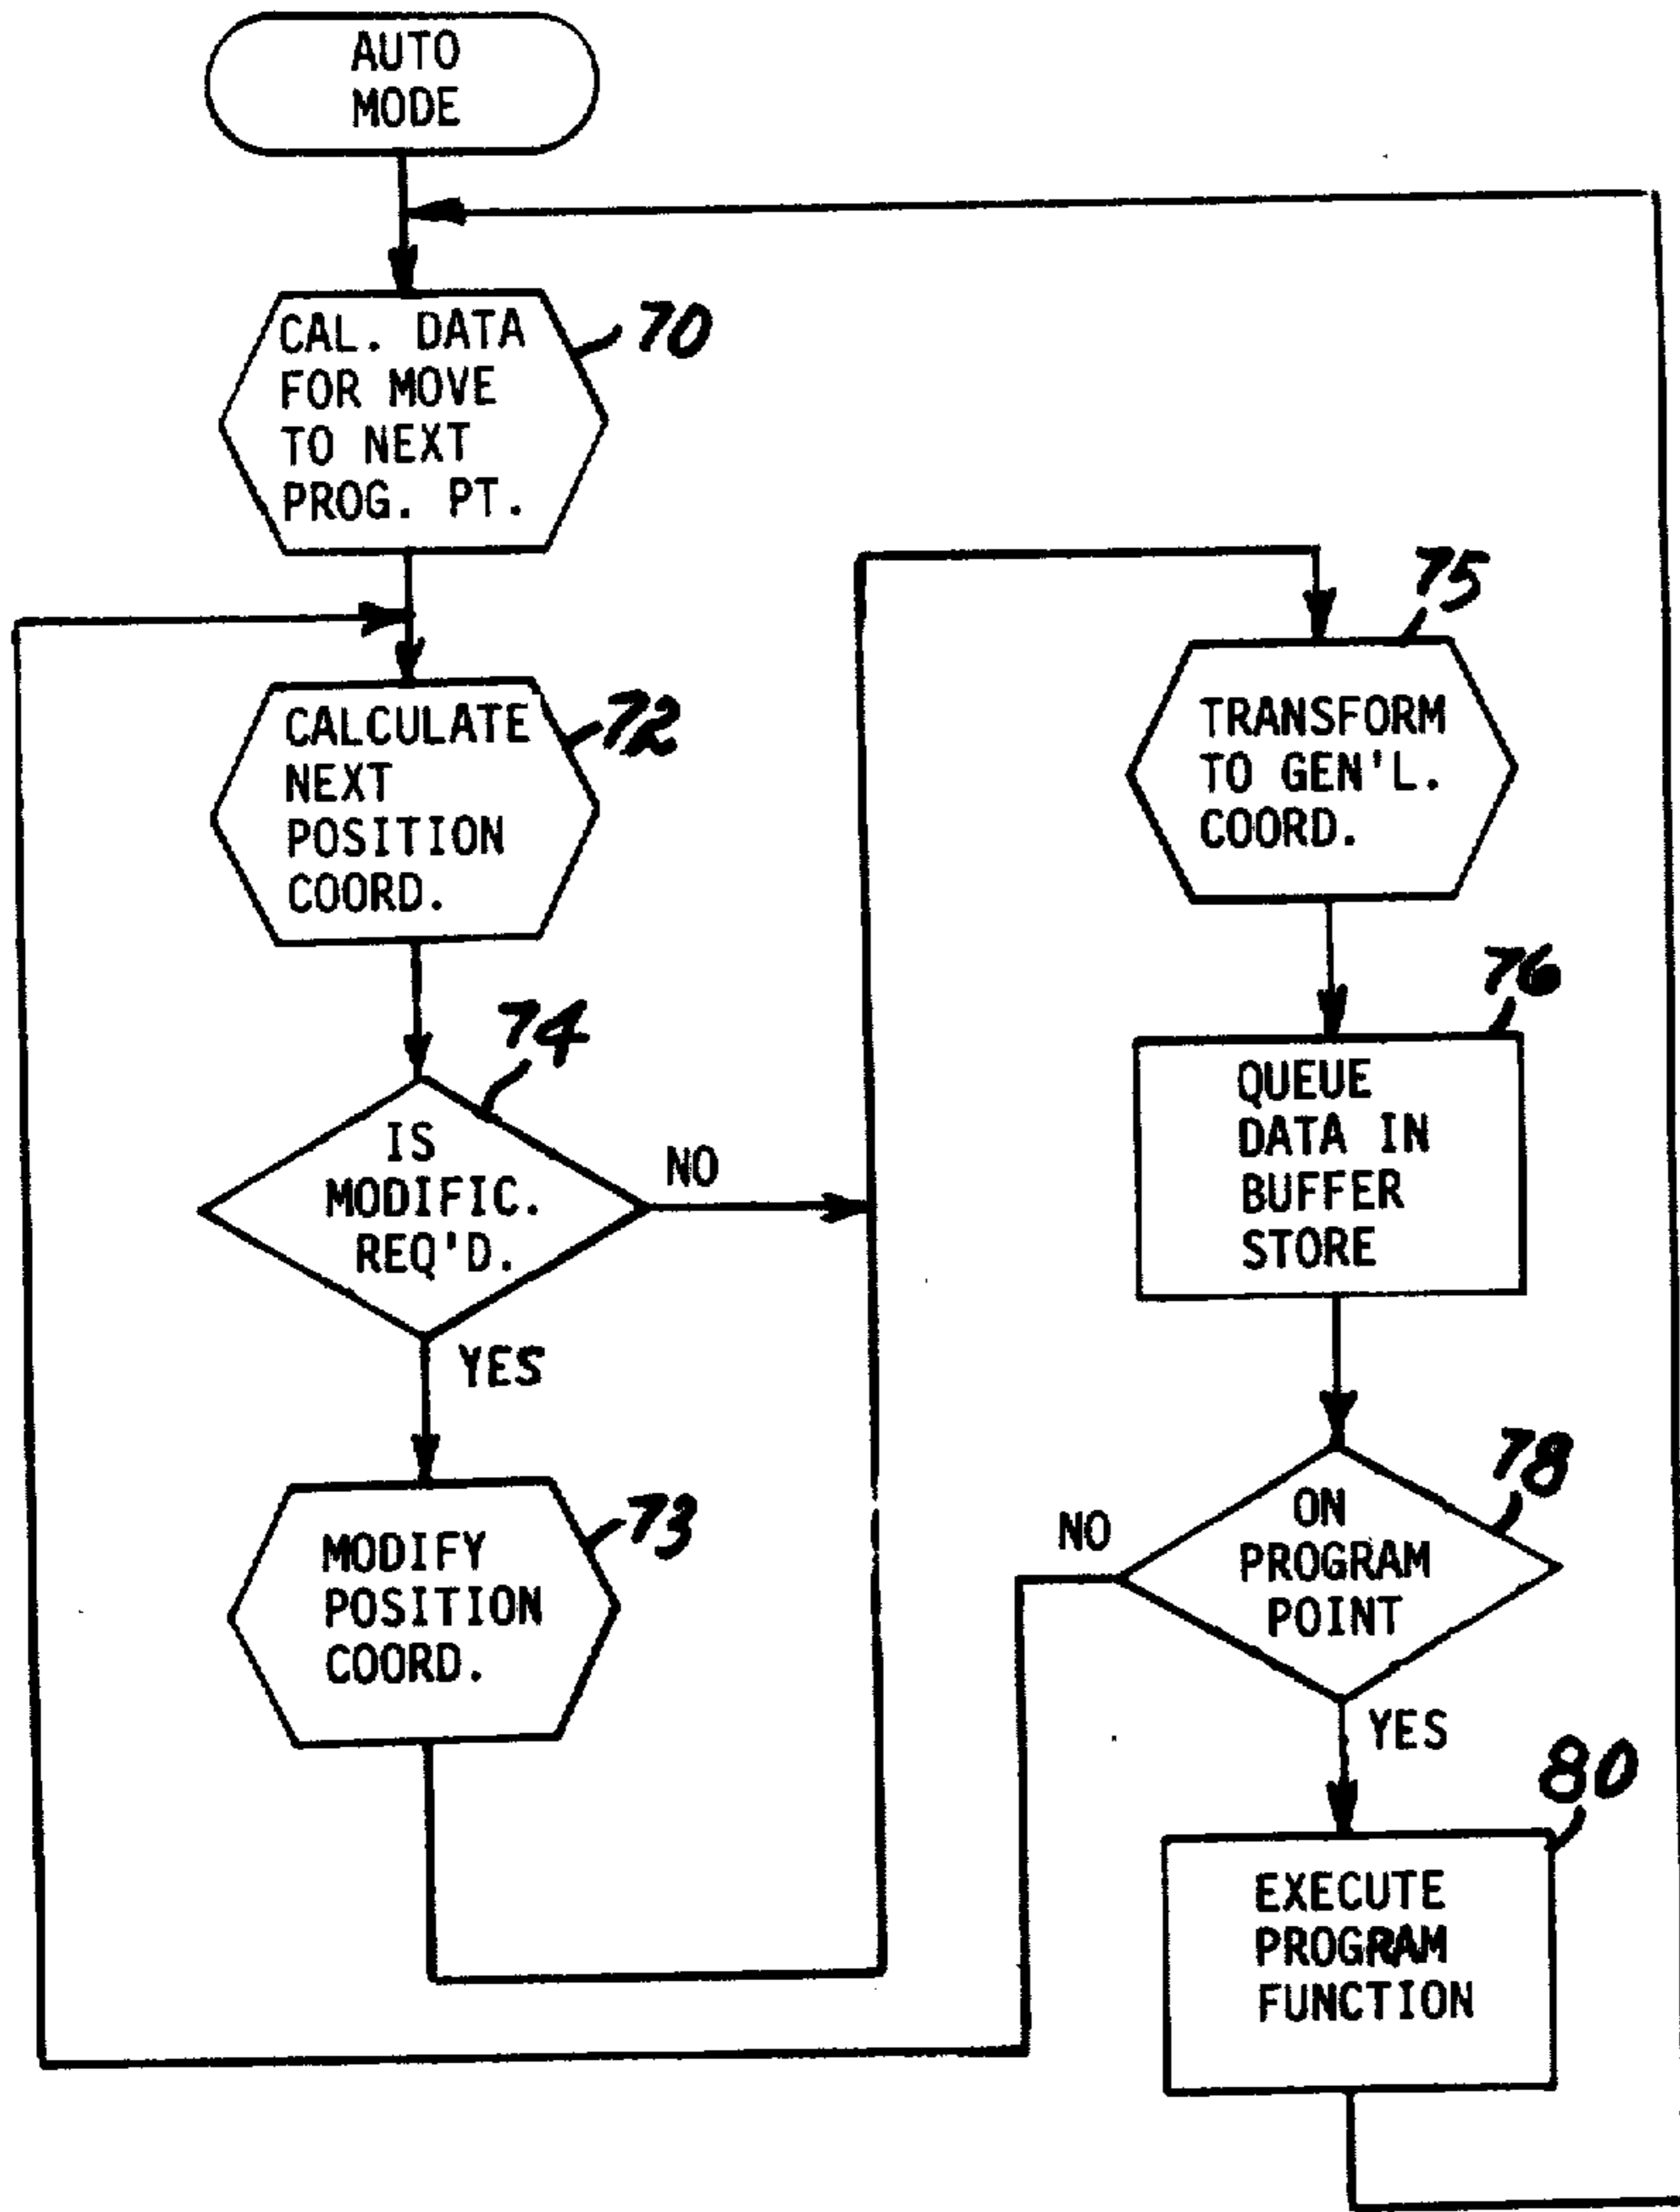 AUTO
MODE
CAL. DATA
FOR MOVE
TO NEXT
PROG. PT.
70
CALCULATE
NEXT
POSITION
COORD.
72
74
IS
MODIFIC.
REQ'D.
NO
YES
MODIFY
POSITION
COORD.
73
75
TRANSFORM
TO GEN'L.
COORD.
76
QUEUE
DATA IN
BUFFER
STORE
78
ON
PROGRAM
POINT
NO
YES
80
EXECUTE
PROGRAM
FUNCTION